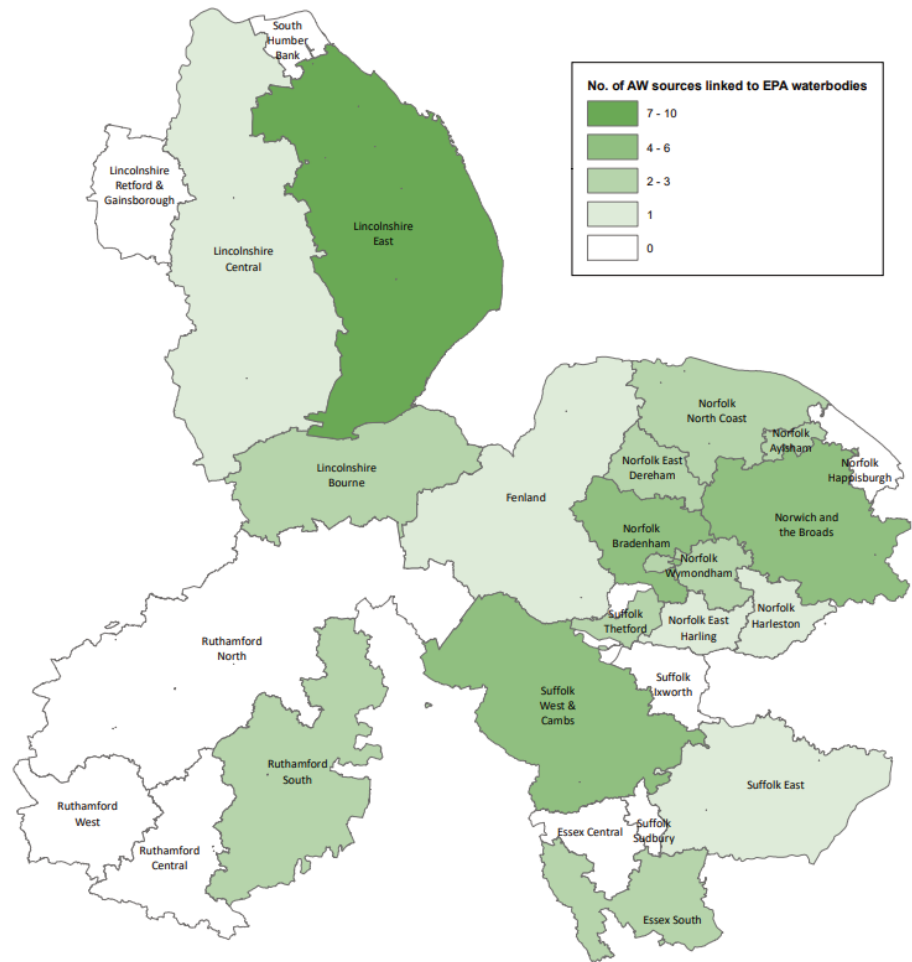 South
Humber
Bank
No. of AW sources linked to EPA waterbodies
7 - 10
4 - 6
2 - 3
1
0
Lincolnshire
Retford &
Gainsborough
Lincolnshire
East
Lincolnshire
Central
Norfolk
North Coast
Norfolk
Aylsham
Norfolk East
Dereham
Norfolk
Happisburgh
Lincolnshire
Bourne
Fenland
Norwich and
the Broads
Norfolk
Bradenham
Norfolk
Wymondham
Suffolk
Thetford
Norfolk East
Harling
Norfolk
Harleston
Ruthamford
North
Suffolk
Ixworth
Suffolk
West &
Cambs
Ruthamford
South
Suffolk East
Ruthamford
West
Essex Central
Suffolk
Sudbury
Ruthamford
Central
Essex South